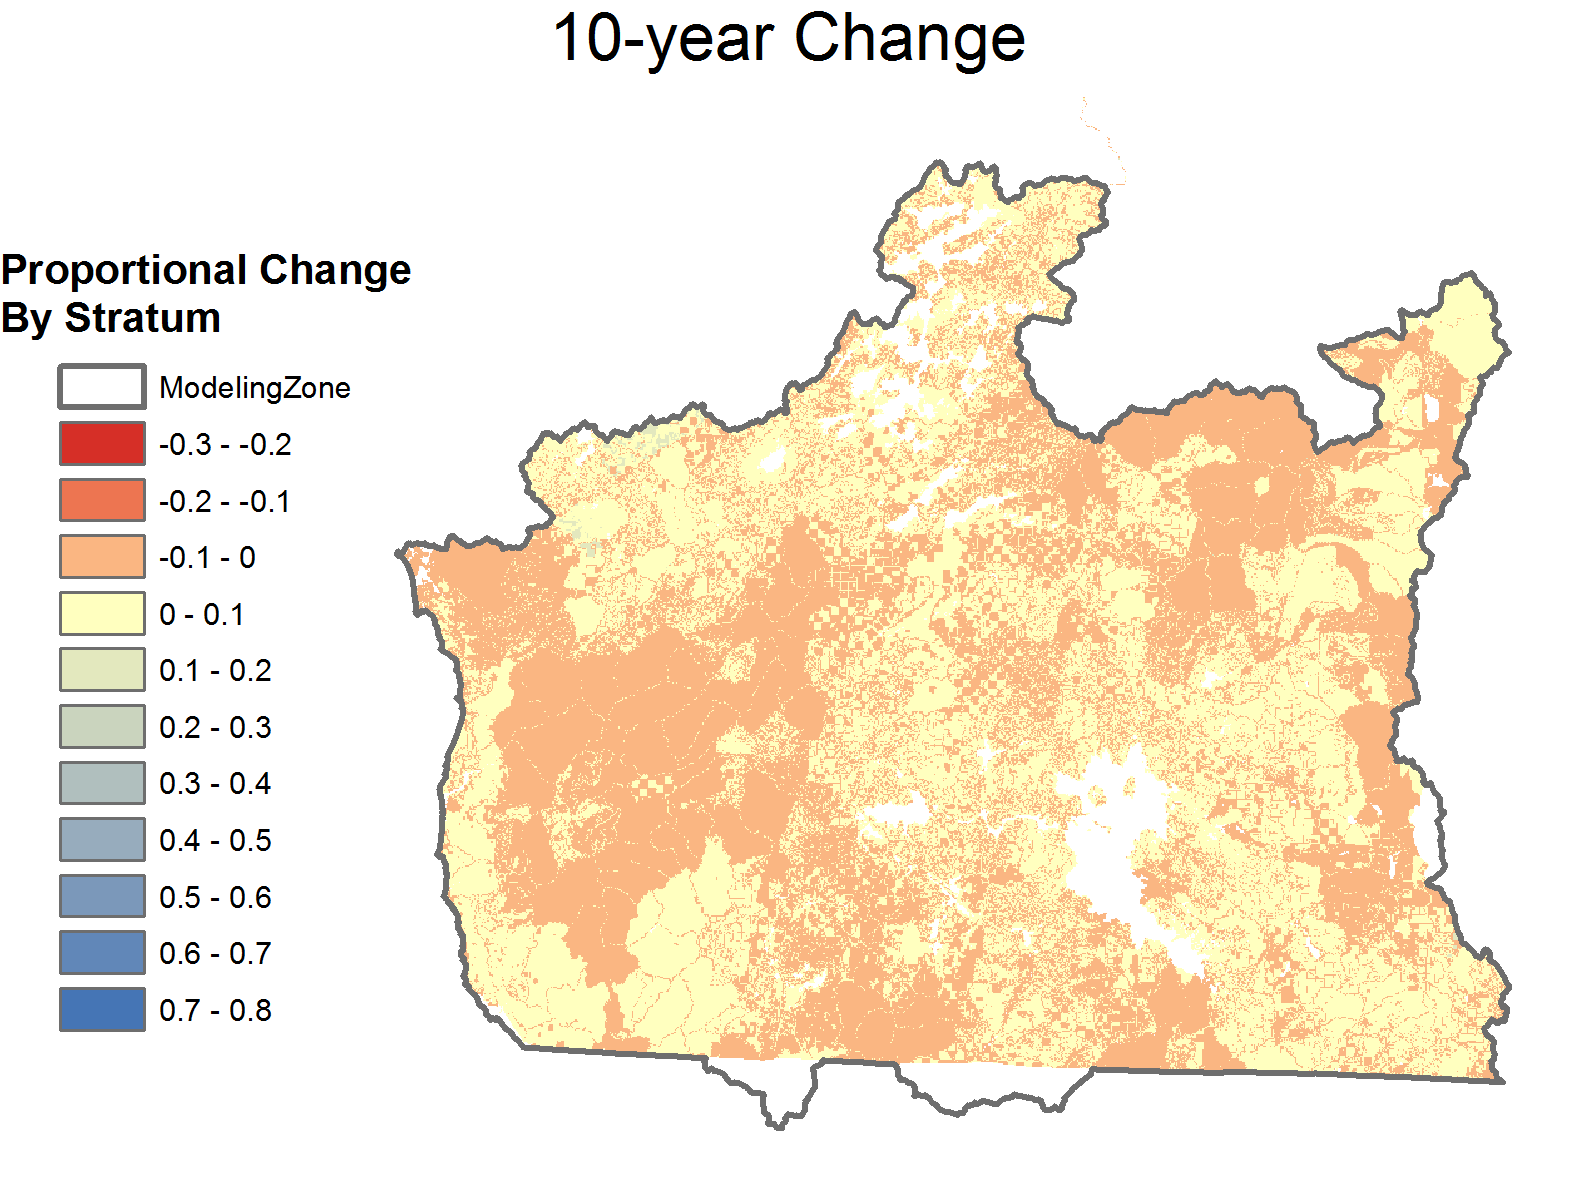 10-year Change
Proportional Change
By Stratum
ModelingZone
-0.3 - -0.2
-0.2 - -0.1
-0.1 - 0
0 - 0.1
0.1 - 0.2
0.2 - 0.3
0.3 - 0.4
0.4 - 0.5
0.5 - 0.6
0.6 - 0.7
0.7 - 0.8